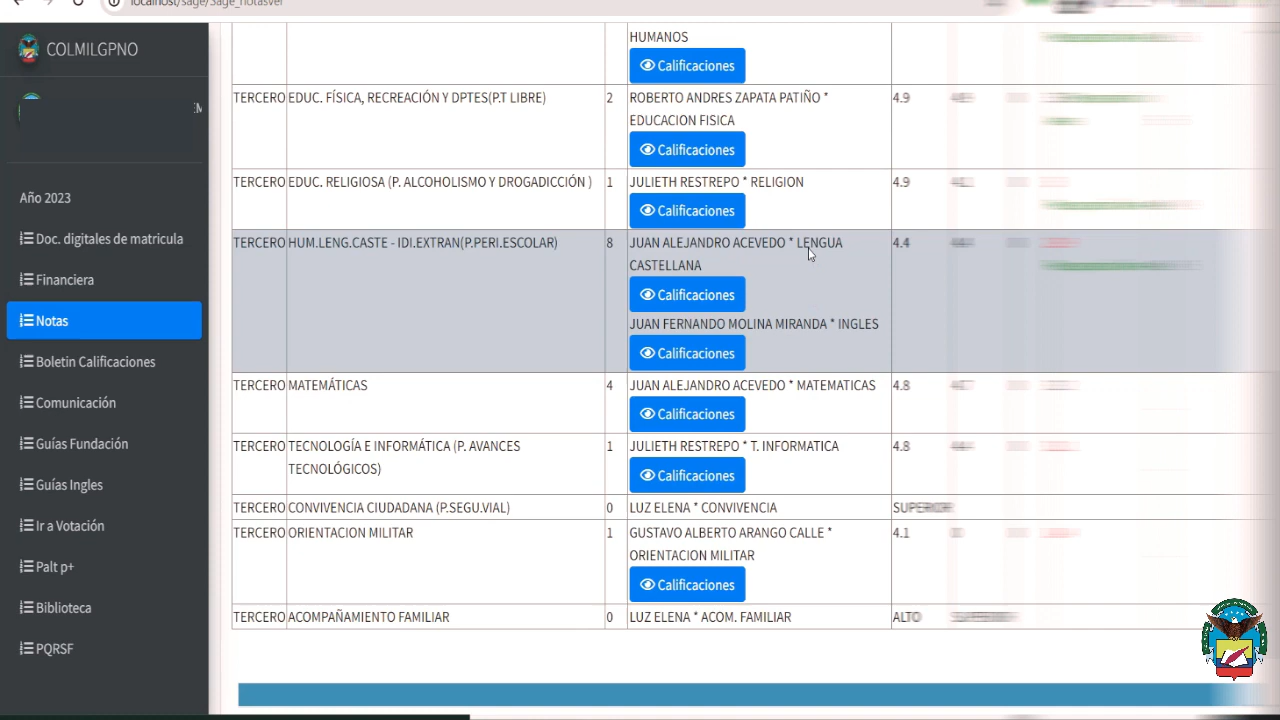 localhost/sage/Sage_notasver
COLMILGPNO
Año 2023
Doc. digitales de matricula
Financiera
Notas
Boletin Calificaciones
Comunicación
Guías Fundación
Guías Ingles
Ir a Votación
Palt p+
Biblioteca
PQRSF
HUMANOS
Calificaciones
TERCERO EDUC. FÍSICA, RECREACIÓN Y DPTES(P.T LIBRE) 2 ROBERTO ANDRES ZAPATA PATIÑO * 4.9
EDUCACION FISICA
Calificaciones
TERCERO EDUC. RELIGIOSA (P. ALCOHOLISMO Y DROGADICCIÓN ) 1 JULIETH RESTREPO * RELIGION 4.9
Calificaciones
TERCERO HUM.LENG.CASTE - IDI.EXTRAN(P.PERI.ESCOLAR) 8 JUAN ALEJANDRO ACEVEDO * LENGUA 4.4
CASTELLANA
Calificaciones
JUAN FERNANDO MOLINA MIRANDA * INGLES
Calificaciones
TERCERO MATEMÁTICAS 4 JUAN ALEJANDRO ACEVEDO * MATEMATICAS 4.8
Calificaciones
TERCERO TECNOLOGÍA E INFORMÁTICA (P. AVANCES 1 JULIETH RESTREPO * T. INFORMATICA 4.8
TECNOLÓGICOS)
Calificaciones
TERCERO CONVIVENCIA CIUDADANA (P.SEGU.VIAL) 0 LUZ ELENA * CONVIVENCIA SUPERIOR
TERCERO ORIENTACION MILITAR 1 GUSTAVO ALBERTO ARANGO CALLE * 4.1
ORIENTACION MILITAR
Calificaciones
TERCERO ACOMPAÑAMIENTO FAMILIAR 0 LUZ ELENA * ACOM. FAMILIAR ALTO